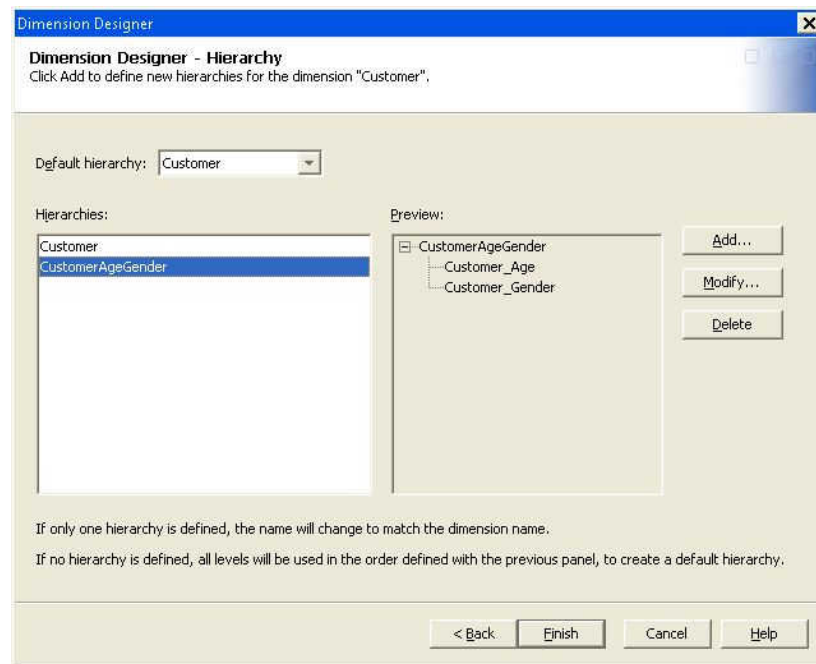 Dimension Designer
Dimension Designer - Hierarchy
Click Add to define new hierarchies for the dimension "Customer".
Default hierarchy: Customer
Hierarchies:
Customer
CustomerAgeGender
Preview:
CustomerAgeGender
Customer_Age
Customer_Gender
Add...
Modify...
Delete
If only one hierarchy is defined, the name will change to match the dimension name.
If no hierarchy is defined, all levels will be used in the order defined with the previous panel, to create a default hierarchy.
< Back Finish Cancel Help